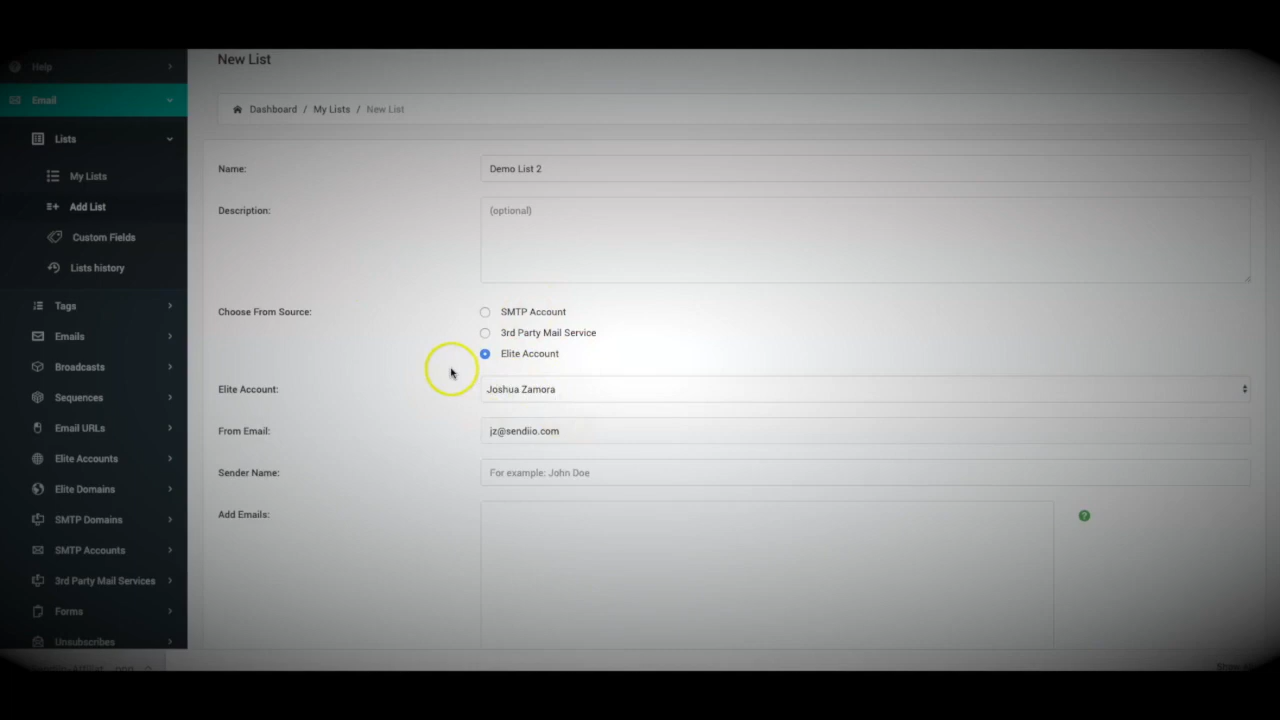 New List
Help
Email
Dashboard / My Lists / New List
Lists
My Lists
Add List
Custom Fields
Lists history
Tags
Emails
Broadcasts
Sequences
Email URLs
Elite Accounts
Elite Domains
SMTP Domains
SMTP Accounts
3rd Party Mail Services
Forms
Unsubscribes
Name:
Demo List 2
Description:
(optional)
Choose From Source:
SMTP Account
3rd Party Mail Service
Elite Account
Elite Account:
Joshua Zamora
From Email:
jz@sendiio.com
Sender Name:
For example: John Doe
Add Emails:
?